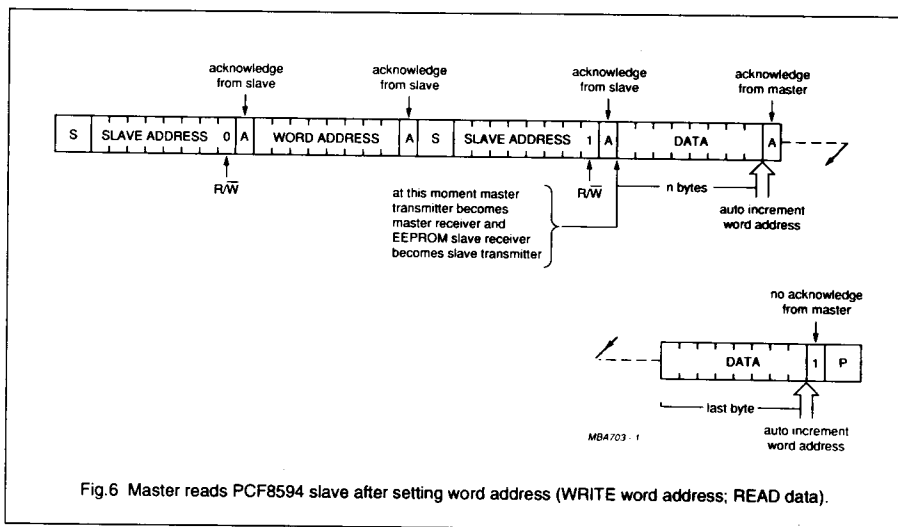 acknowledge
from slave
acknowledge
from slave
acknowledge
from slave
acknowledge
from master
S SLAVE ADDRESS 0 A WORD ADDRESS A S SLAVE ADDRESS 1 A DATA A
R/W̅
R/W̅
n bytes
at this moment master
transmitter becomes
master receiver and
EEPROM slave receiver
becomes slave transmitter
auto increment
word address
no acknowledge
from master
DATA 1 P
last byte
auto increment
word address
MBA703 - 1
Fig.6 Master reads PCF8594 slave after setting word address (WRITE word address; READ data).